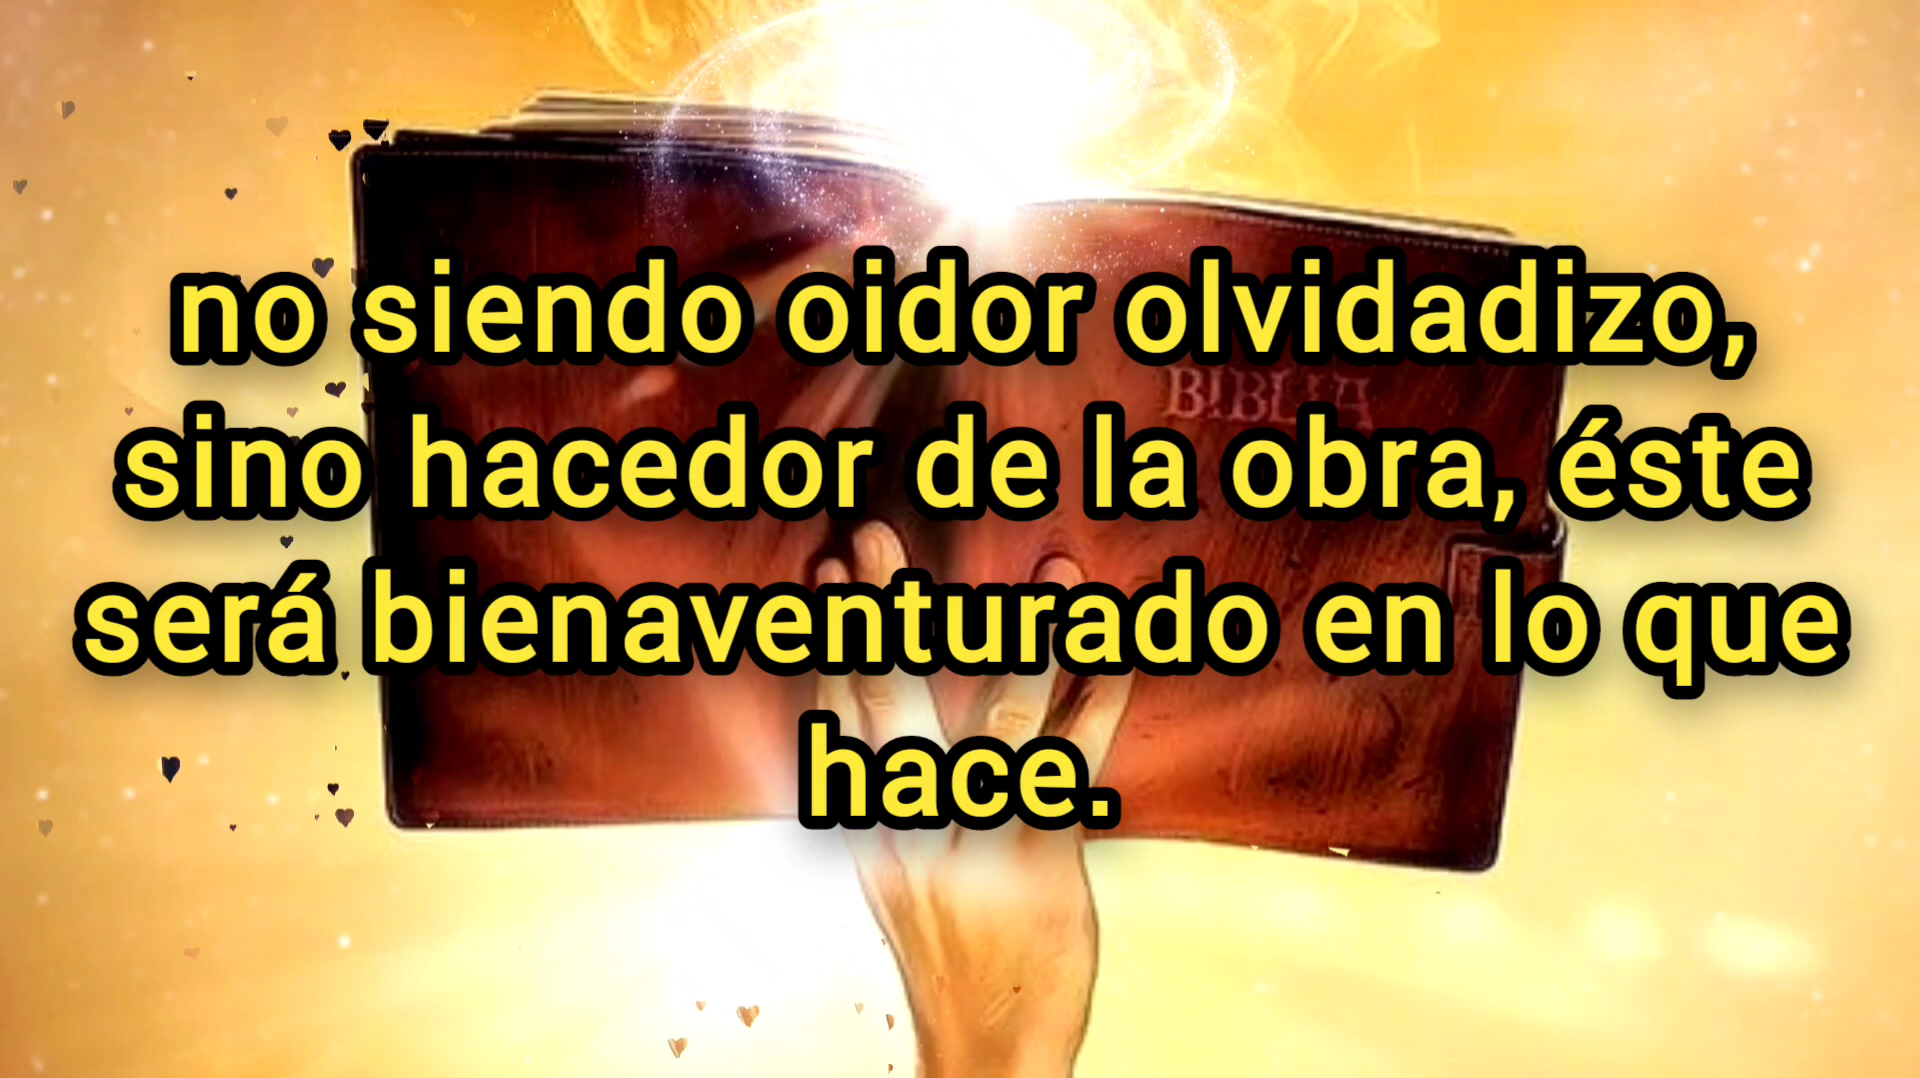 no siendo oidor olvidadizo,
BIBLIA
sino hacedor de la obra, éste
será bienaventurado en lo que
hace.